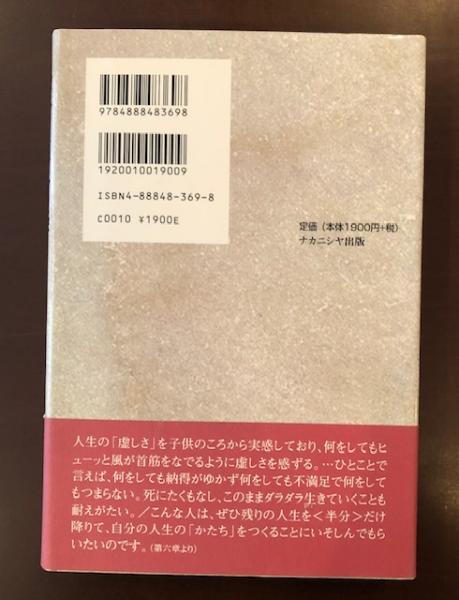 9784888483698
1920010019009
ISBN4-88848-369-8
C0010 ¥1900E
定価（本体1900円+税）
ナカニシヤ出版
人生の「虚しさ」を子供のころから実感しており、何をしてもヒ
ューッと風が首筋をなでるように虚しさを感ずる。…ひとことで
言えば、何をしても納得がゆかず何をしても不満足で何をして
もつまらない。死にたくもなし、このままダラダラ生きていくことも
耐えがたい。／こんな人は、ぜひ残りの人生を＜半分＞だけ
降りて、自分の人生の「かたち」をつくることにいそしんでもら
いたいのです。（第六章より）